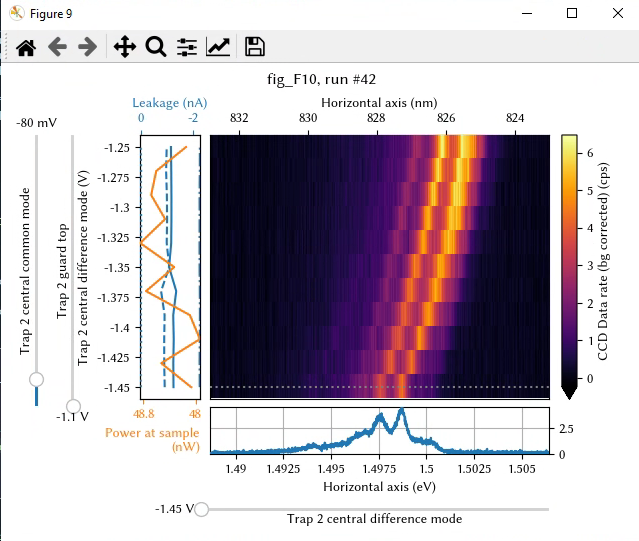 Figure 9
fig_F10, run #42
Leakage (nA)
Horizontal axis (nm)
-80 mV
0
-2
832
830
828
826
824
Trap 2 central common mode
Trap 2 guard top
Trap 2 central difference mode (V)
-1.25
-1.275
-1.3
-1.325
-1.35
-1.375
-1.4
-1.425
-1.45
6
5
4
3
2
1
0
CCD Data rate (bg corrected) (cps)
-1.1 V
48.8
48
Power at sample
(nW)
2.5
0
1.49
1.4925
1.495
1.4975
1.5
1.5025
1.505
Horizontal axis (eV)
-1.45 V
Trap 2 central difference mode